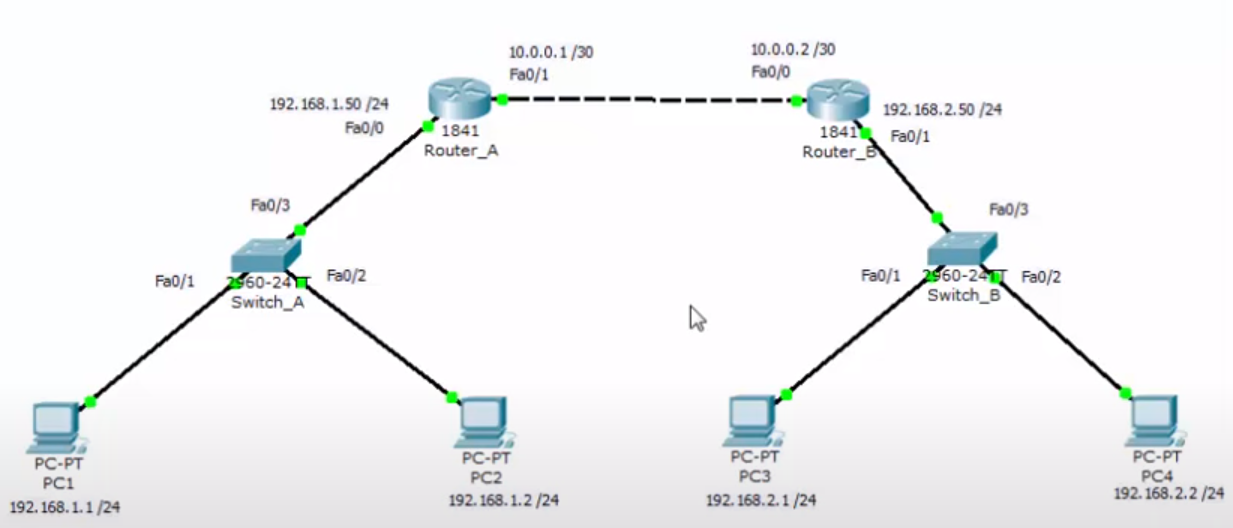 10.0.0.1 /30
Fa0/1
10.0.0.2 /30
Fa0/0
192.168.1.50 /24
Fa0/0
1841
Router_A
192.168.2.50 /24
Fa0/1
1841
Router_B
Fa0/3
Fa0/1
Fa0/2
2960-24TT
Switch_A
Fa0/3
Fa0/1
Fa0/2
2960-24TT
Switch_B
PC-PT
PC1
192.168.1.1 /24
PC-PT
PC2
192.168.1.2 /24
PC-PT
PC3
192.168.2.1 /24
PC-PT
PC4
192.168.2.2 /24